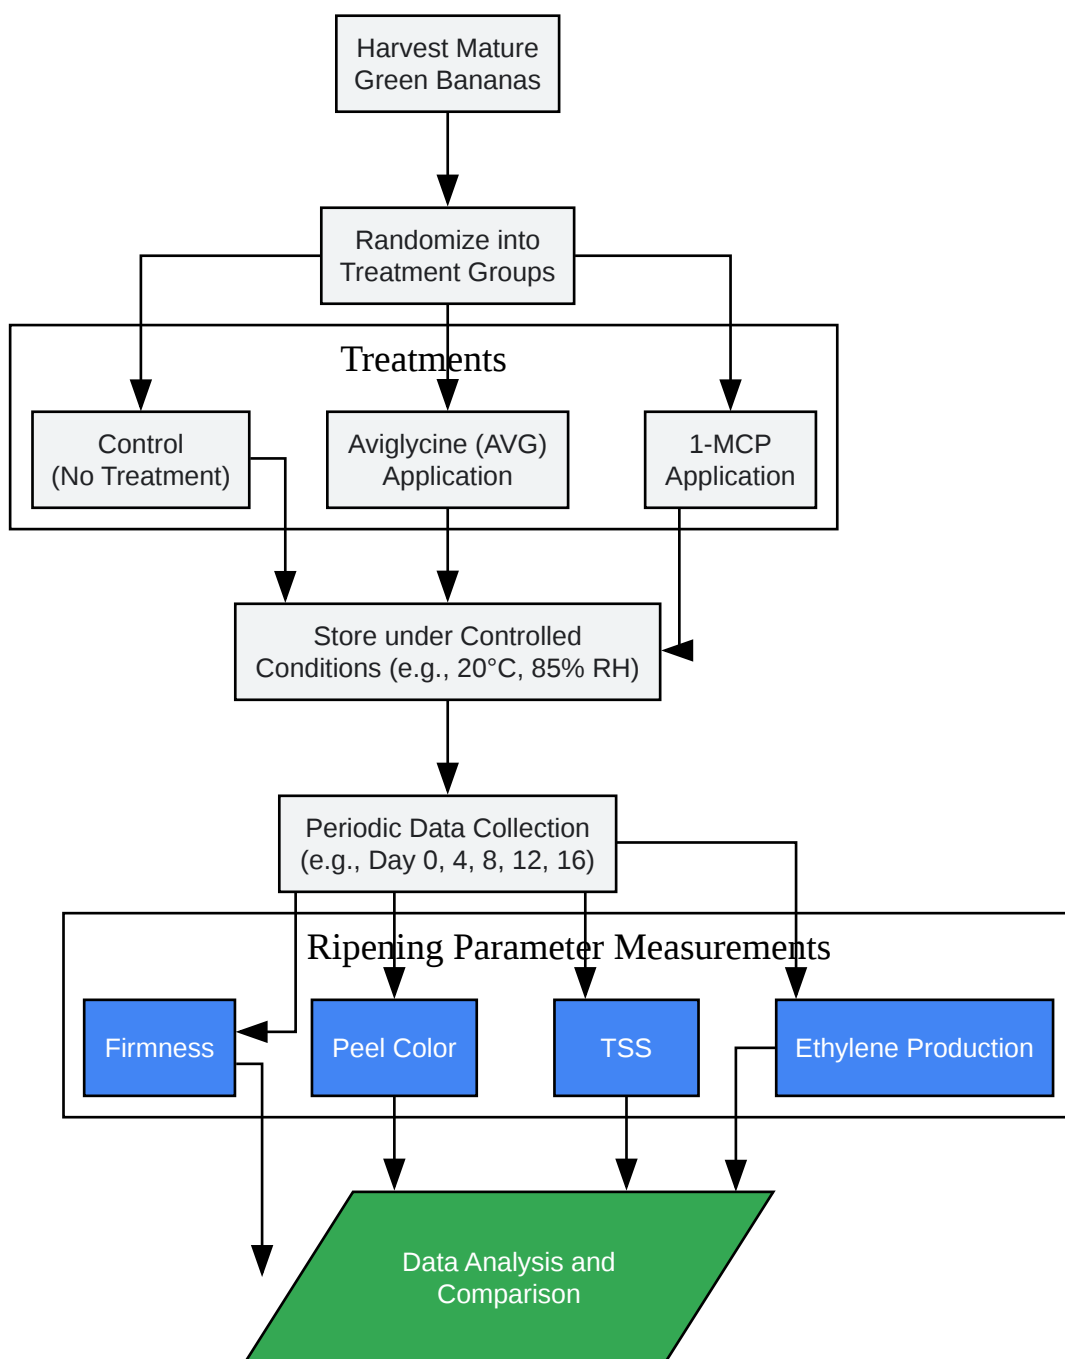 Harvest Mature
Green Bananas
Randomize into
Treatment Groups
Treatments
Control
(No Treatment)
Aviglycine (AVG)
Application
1-MCP
Application
Store under Controlled
Conditions (e.g., 20°C, 85% RH)
Periodic Data Collection
(e.g., Day 0, 4, 8, 12, 16)
Ripening Parameter Measurements
Firmness
Peel Color
TSS
Ethylene Production
Data Analysis and
Comparison